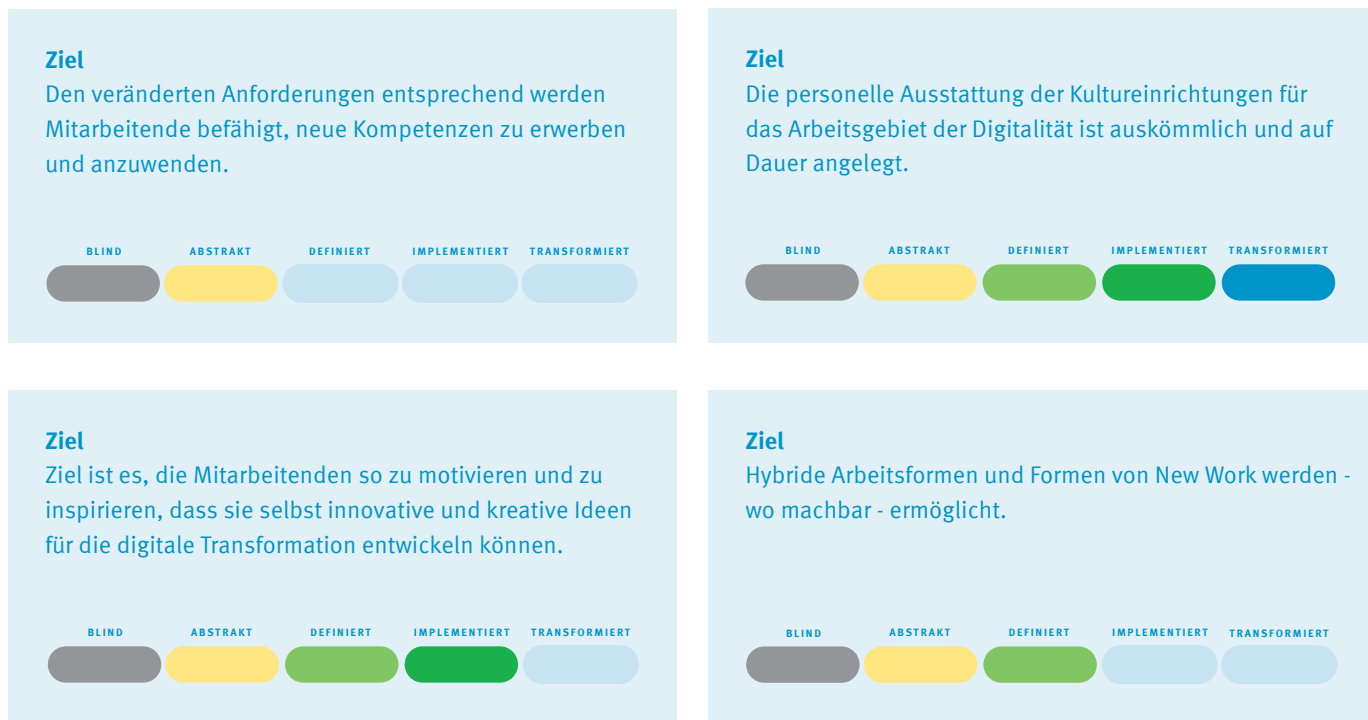 Ziel
Den veränderten Anforderungen entsprechend werden
Mitarbeitende befähigt, neue Kompetenzen zu erwerben
und anzuwenden.
BLIND ABSTRAKT DEFINIERT IMPLEMENTIERT TRANSFORMIERT
Ziel
Die personelle Ausstattung der Kultureinrichtungen für
das Arbeitsgebiet der Digitalität ist auskömmlich und auf
Dauer angelegt.
BLIND ABSTRAKT DEFINIERT IMPLEMENTIERT TRANSFORMIERT
Ziel
Ziel ist es, die Mitarbeitenden so zu motivieren und zu
inspirieren, dass sie selbst innovative und kreative Ideen
für die digitale Transformation entwickeln können.
BLIND ABSTRAKT DEFINIERT IMPLEMENTIERT TRANSFORMIERT
Ziel
Hybride Arbeitsformen und Formen von New Work werden -
wo machbar - ermöglicht.
BLIND ABSTRAKT DEFINIERT IMPLEMENTIERT TRANSFORMIERT